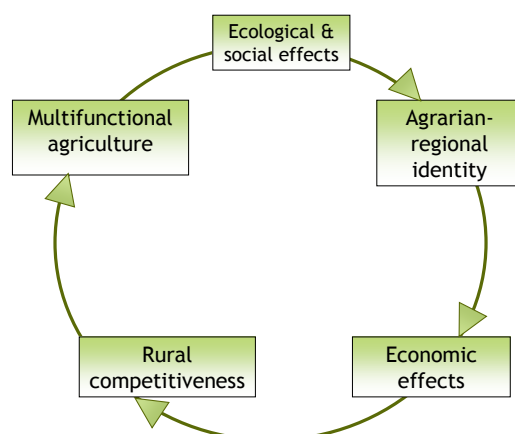 Ecological &
social effects
Multifunctional
agriculture
Agrarian-
regional
identity
Rural
competitiveness
Economic
effects